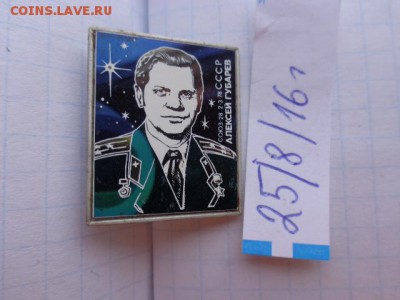 COINS.LAVE.RU
СССР
СОЮЗ-28 2-3-78
АЛЕКСЕЙ ГУБАРЕВ
25/8/16г